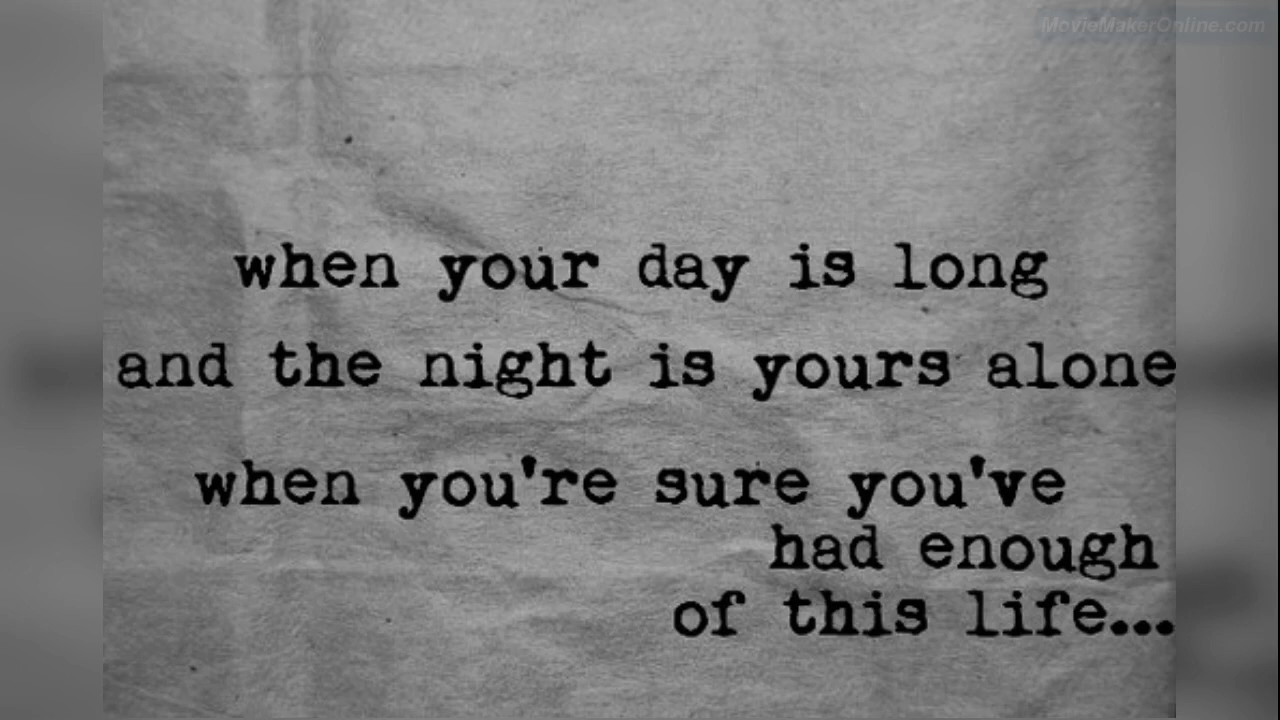 MovieMakerOnline.com
when your day is long
and the night is yours alone
when you're sure you've
had enough
of this life...